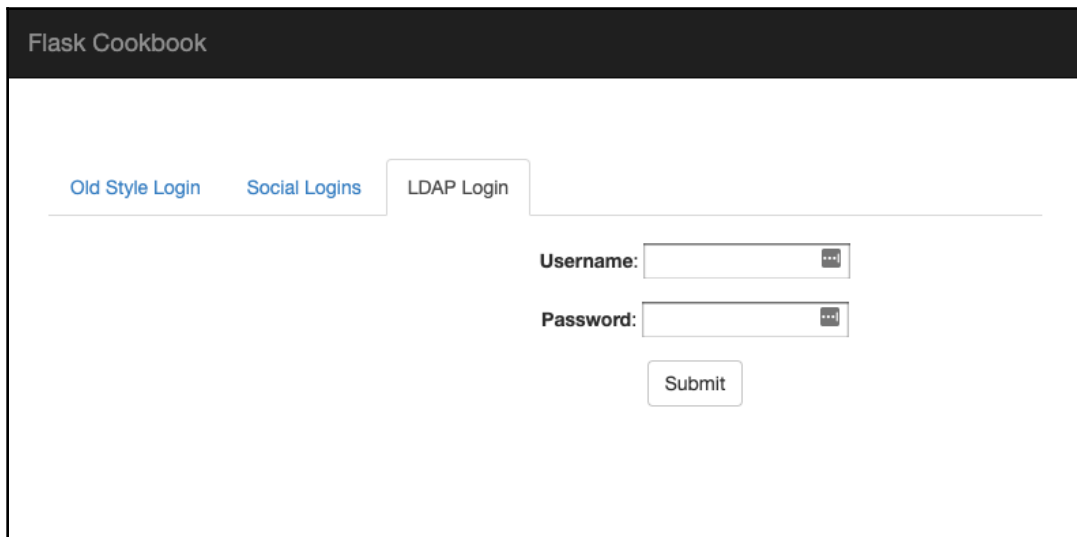 Flask Cookbook
Old Style Login Social Logins LDAP Login
Username:
Password:
Submit